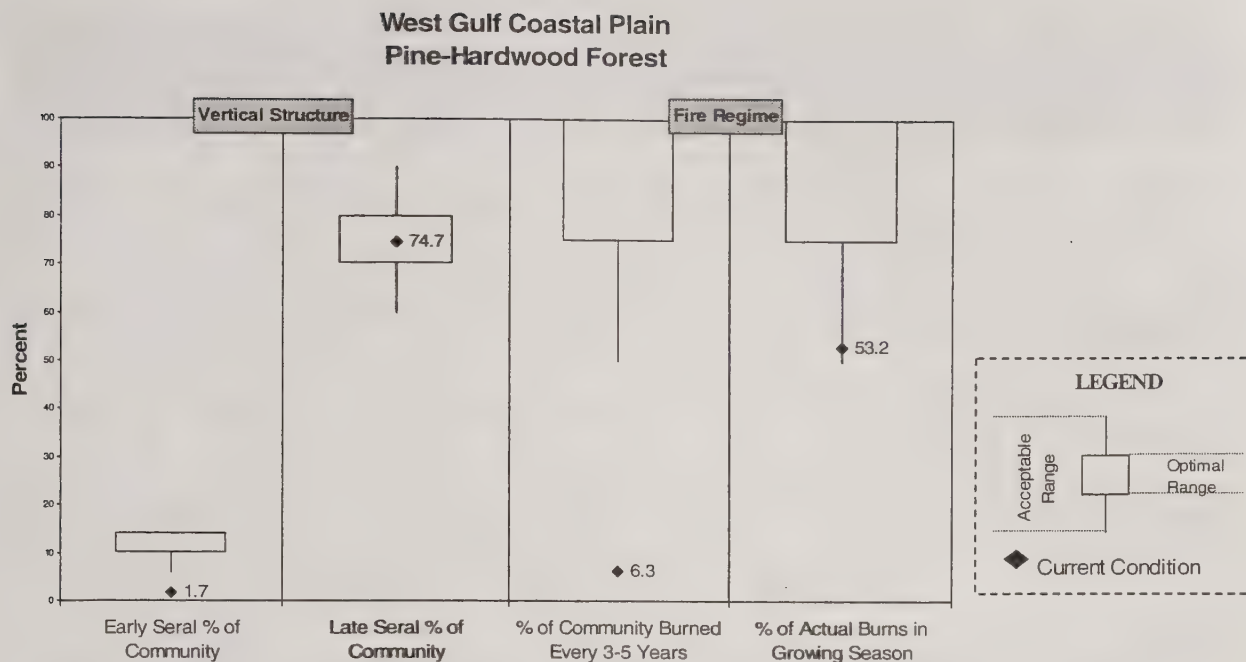 West Gulf Coastal Plain
Pine-Hardwood Forest
Vertical Structure
Fire Regime
Percent
100
90
80
70
60
50
40
30
20
10
0
1.7
74.7
6.3
53.2
Early Seral % of
Community
Late Seral % of
Community
% of Community Burned
Every 3-5 Years
% of Actual Burns in
Growing Season
LEGEND
Acceptable
Range
Optimal
Range
Current Condition